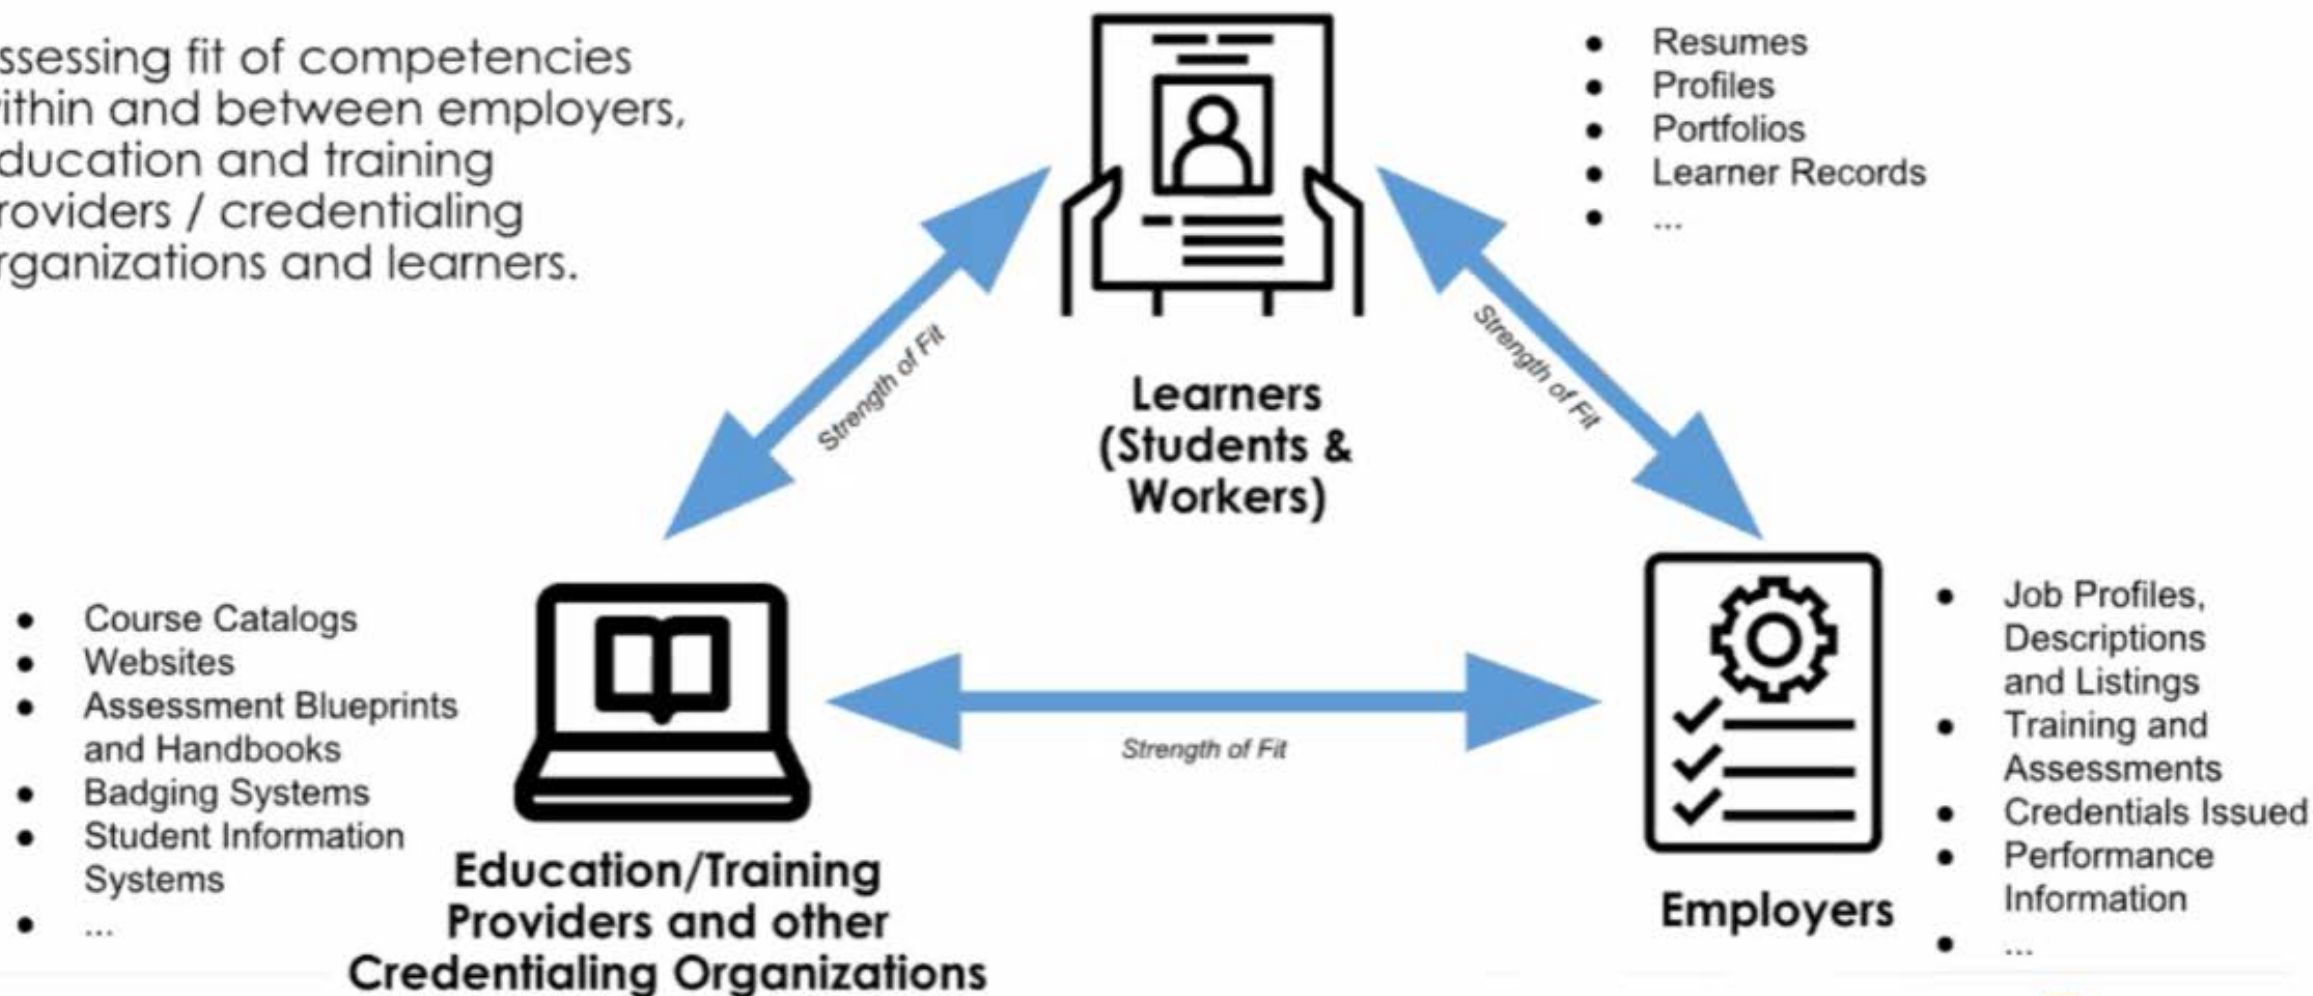 ssessing fit of competencies
ithin and between employers,
ducation and training
roviders / credentialing
rganizations and learners.
• Resumes
• Profiles
• Portfolios
• Learner Records
• ...
Strength of Fit
Strength of Fit
Learners
(Students &
Workers)
• Course Catalogs
• Websites
• Assessment Blueprints
and Handbooks
• Badging Systems
• Student Information
Systems
• ...
Education/Training
Providers and other
Credentialing Organizations
Strength of Fit
Employers
• Job Profiles,
Descriptions
and Listings
• Training and
Assessments
• Credentials Issued
• Performance
Information
• ...